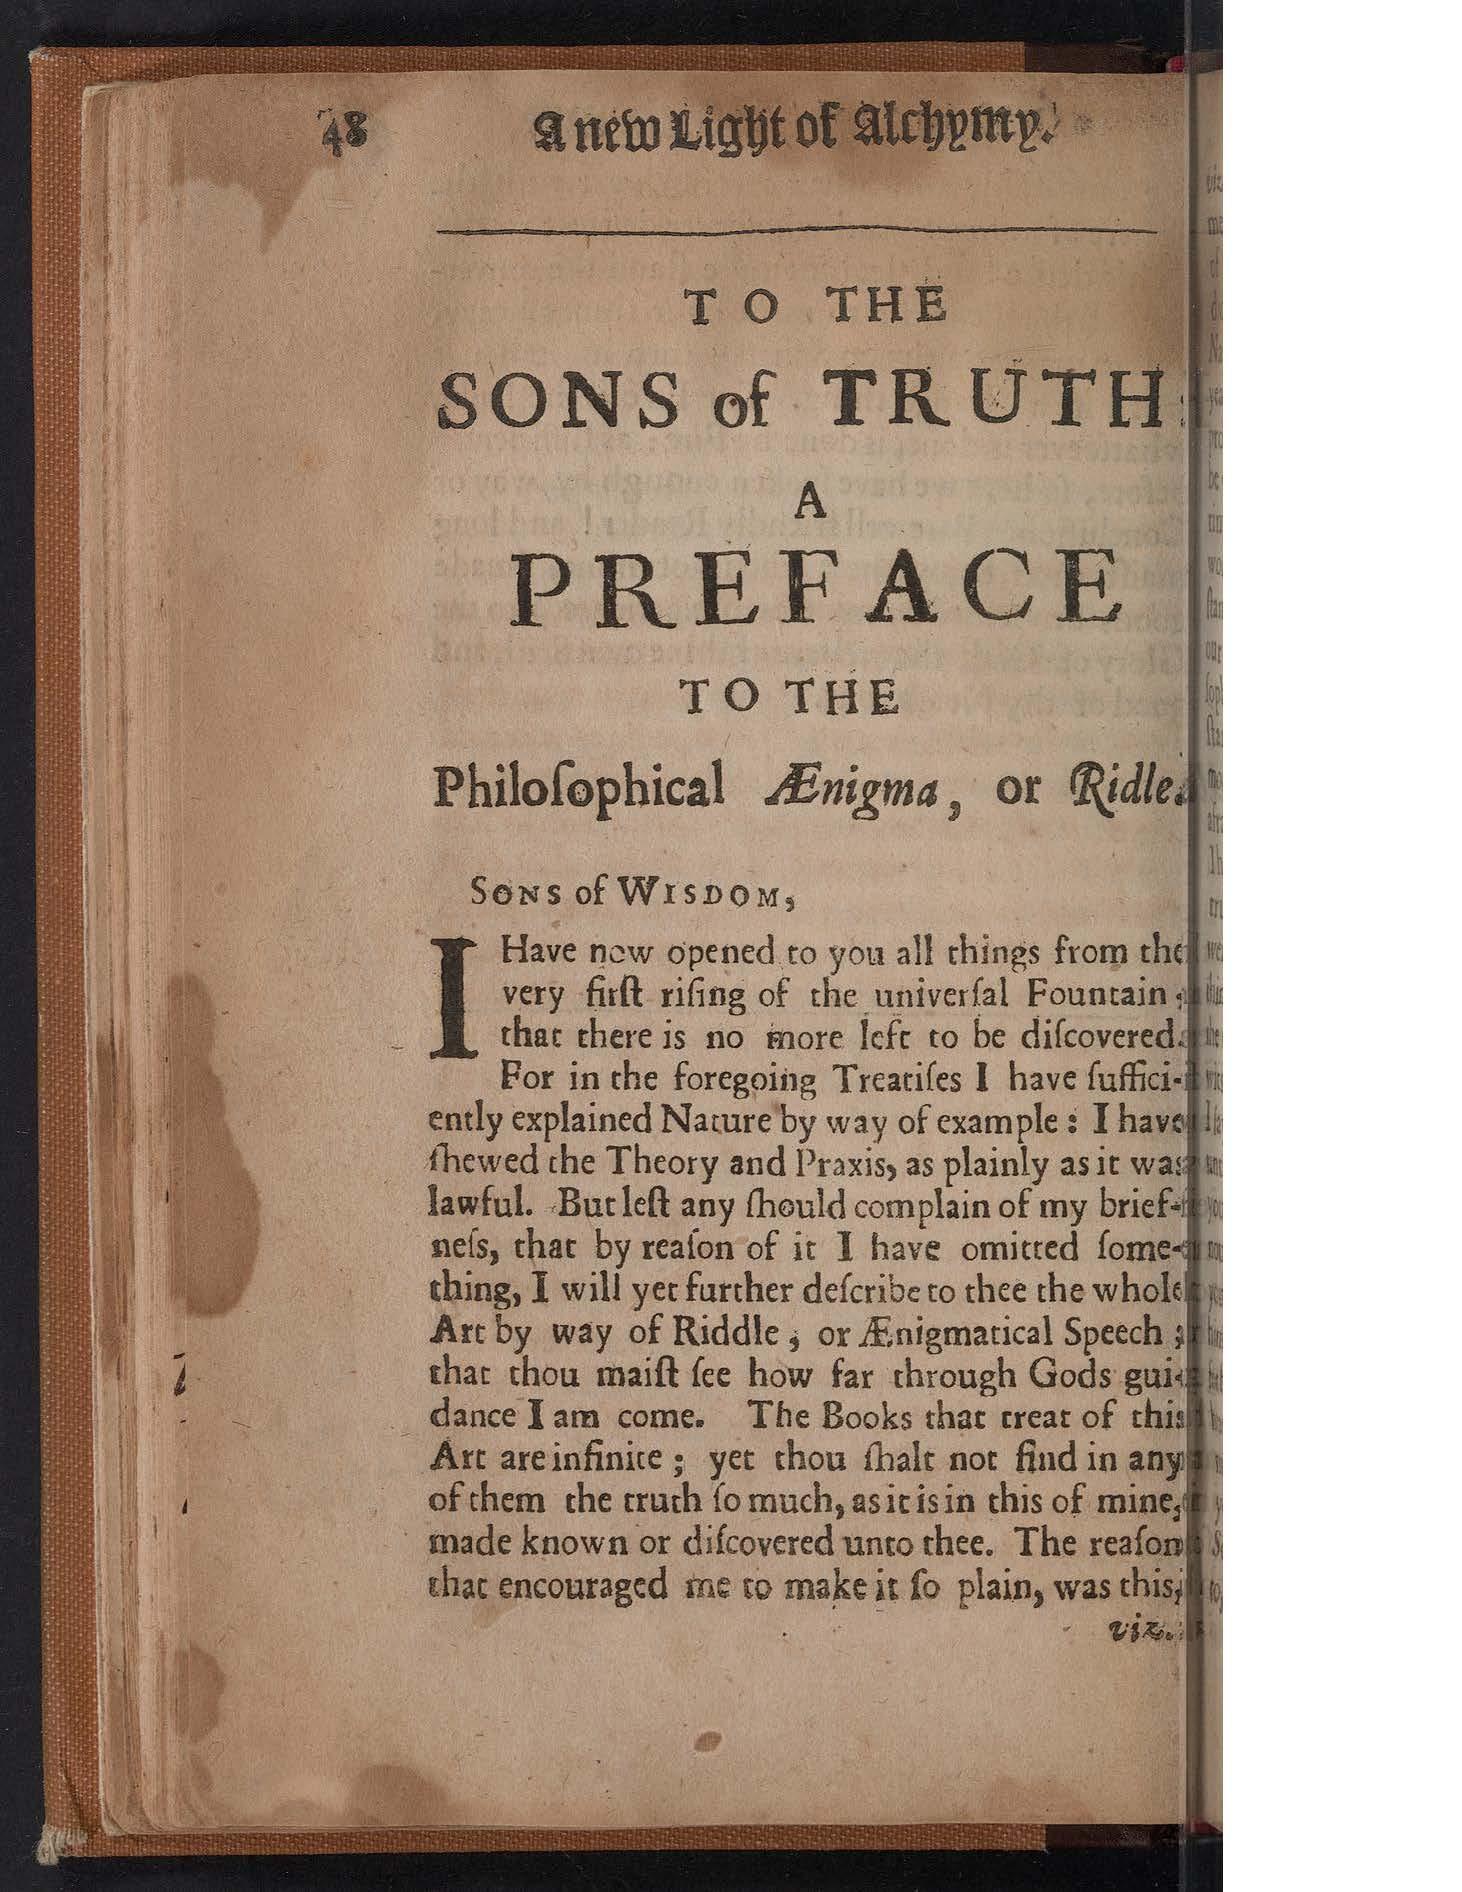 48 A new Light of Alchymy.
TO THE
SONS of TRUTH:
A
PREFACE
TO THE
Philoſophical Ænigma, or Ridle.
SONS of WISDOM,
I Have now opened to you all things from the
very firſt riſing of the univerſal Fountain,
that there is no more left to be diſcovered.
For in the foregoing Treatiſes I have ſuffici-
ently explained Nature by way of example: I have
ſhewed the Theory and Praxis, as plainly as it was
lawful. But leſt any ſhould complain of my brief-
neſs, that by reaſon of it I have omitted ſome-
thing, I will yet further deſcribe to thee the whole
Art by way of Riddle, or Ænigmatical Speech;
that thou maiſt ſee how far through Gods gui-
dance I am come. The Books that treat of this
Art are infinite; yet thou ſhalt not find in any
of them the truth ſo much, as it is in this of mine,
made known or diſcovered unto thee. The reaſon
that encouraged me to make it ſo plain, was this,
viz.